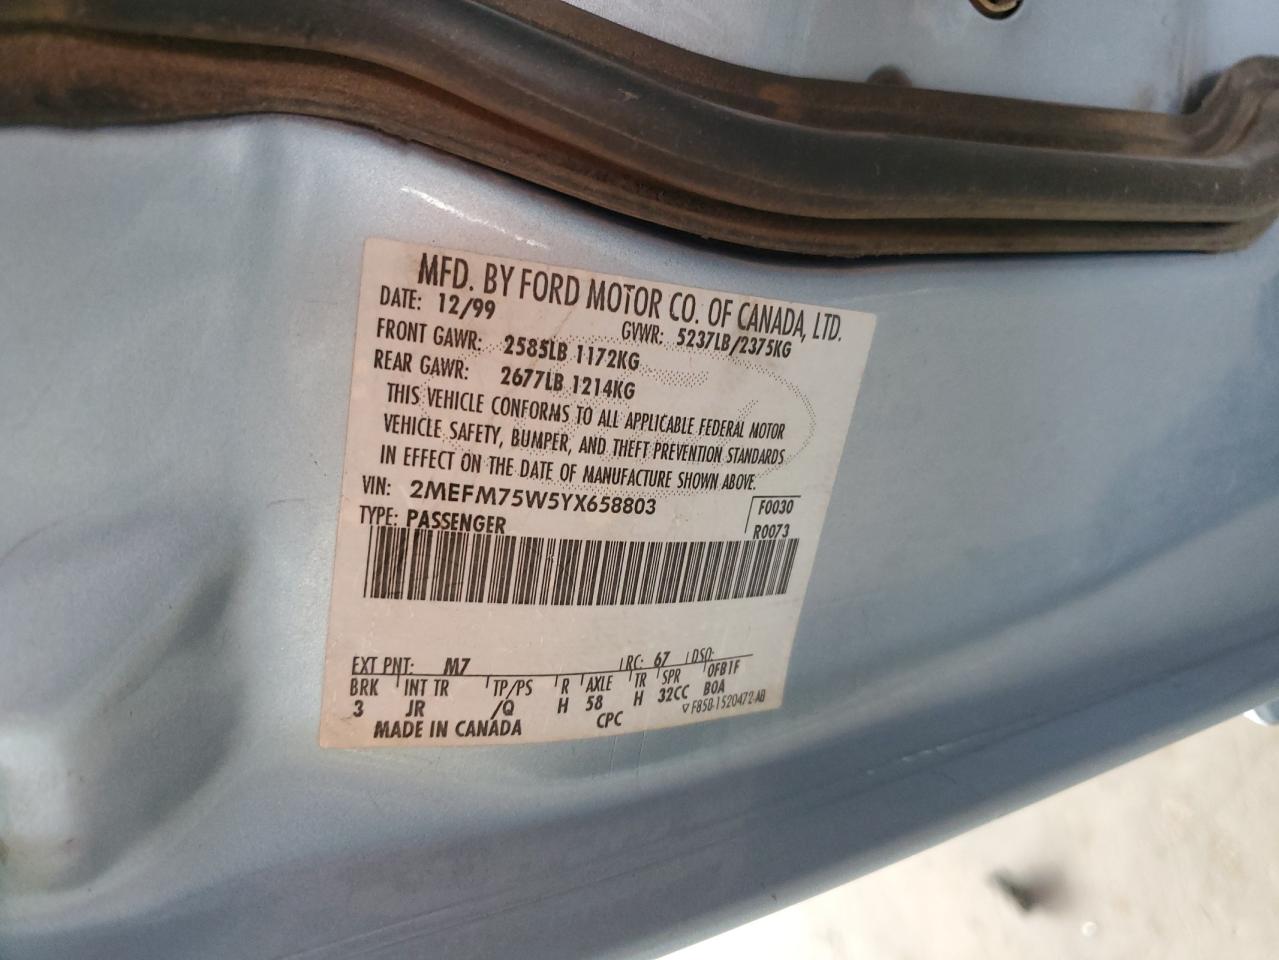 MFD. BY FORD MOTOR CO. OF CANADA, LTD.
DATE: 12/99 GVWR: 5237LB/2375KG
FRONT GAWR: 2585LB 1172KG
REAR GAWR: 2677LB 1214KG
THIS VEHICLE CONFORMS TO ALL APPLICABLE FEDERAL MOTOR
VEHICLE SAFETY, BUMPER, AND THEFT PREVENTION STANDARDS
IN EFFECT ON THE DATE OF MANUFACTURE SHOWN ABOVE.
VIN: 2MEFM75W5YX658803 F0030
TYPE: PASSENGER R0073
EXT PNT: M7 RC: 67 DSO:
BRK INT TR TP/PS R AXLE TR SPR 0FB1F
3 JR /Q H 58 H 32CC B0A
MADE IN CANADA CPC ▽ F85B-1520472-AB